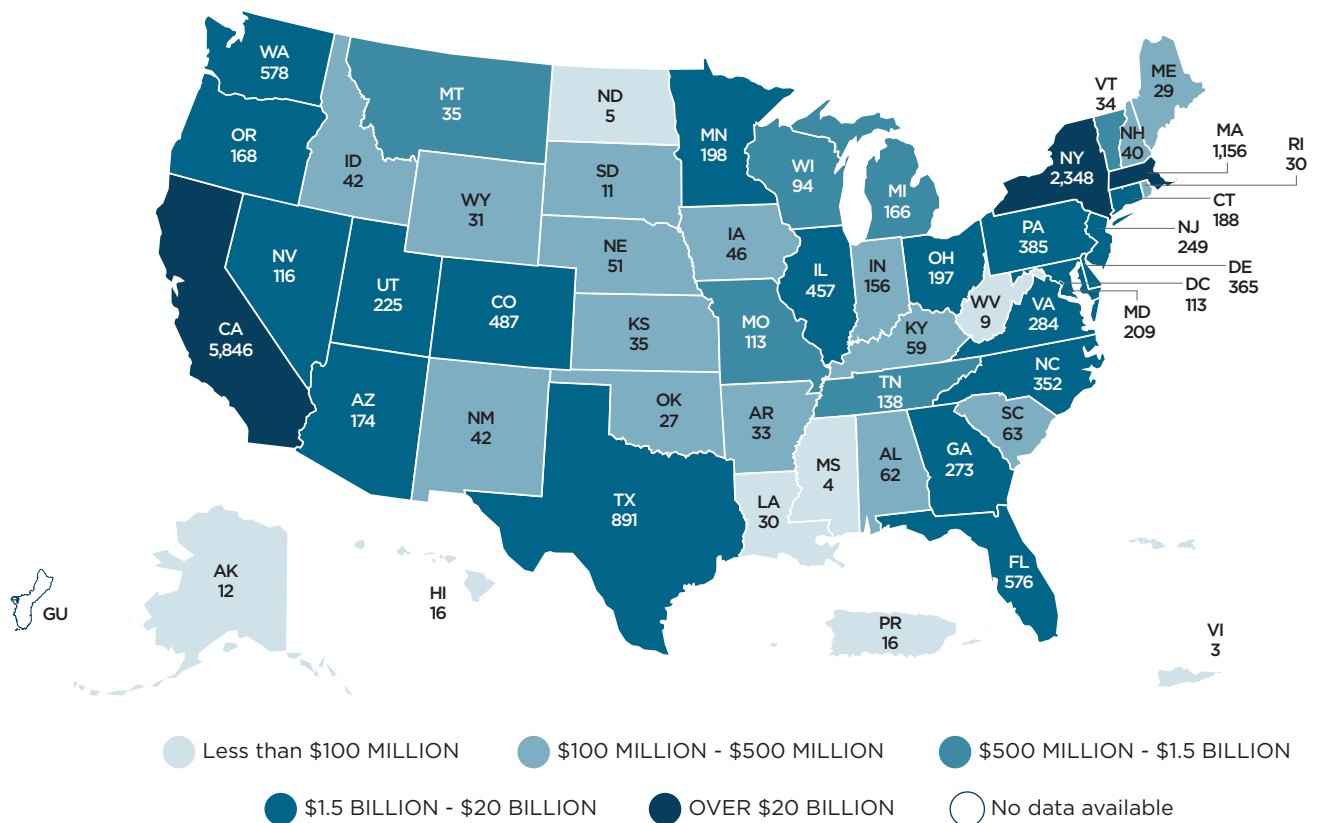 WA
578
OR
168
CA
5,846
NV
116
ID
42
MT
35
WY
31
UT
225
AZ
174
CO
487
NM
42
ND
5
SD
11
NE
51
KS
35
OK
27
TX
891
MN
198
IA
46
MO
113
AR
33
LA
30
WI
94
IL
457
MS
4
MI
166
IN
156
KY
59
TN
138
AL
62
OH
197
WV
9
GA
273
FL
576
SC
63
NC
352
VA
284
PA
385
NY
2,348
VT
34
NH
40
ME
29
MA
1,156
RI
30
CT
188
NJ
249
DE
365
DC
113
MD
209
GU
AK
12
HI
16
PR
16
VI
3
Less than $100 MILLION
$100 MILLION - $500 MILLION
$500 MILLION - $1.5 BILLION
$1.5 BILLION - $20 BILLION
OVER $20 BILLION
No data available